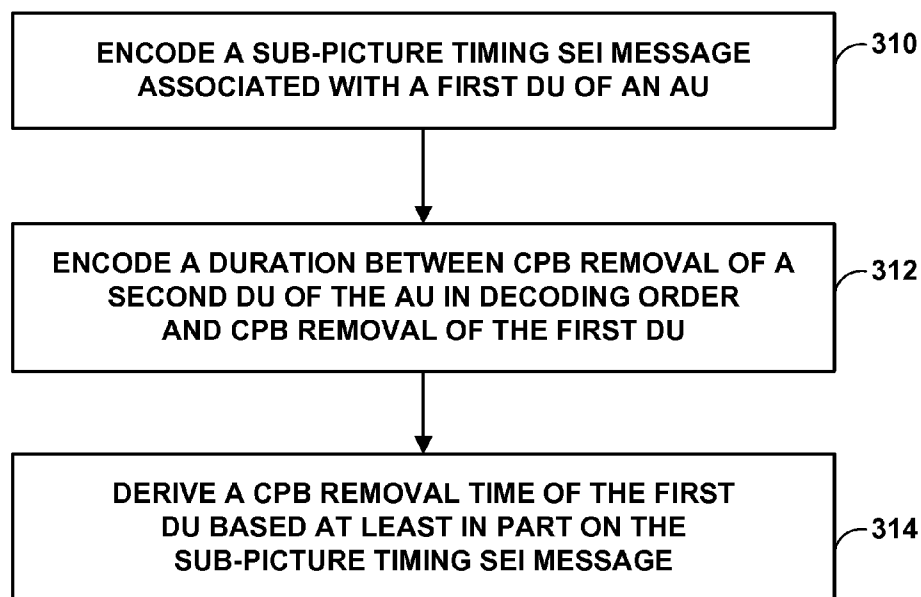 ENCODE A SUB-PICTURE TIMING SEI MESSAGE
ASSOCIATED WITH A FIRST DU OF AN AU
310
ENCODE A DURATION BETWEEN CPB REMOVAL OF A
SECOND DU OF THE AU IN DECODING ORDER
AND CPB REMOVAL OF THE FIRST DU
312
DERIVE A CPB REMOVAL TIME OF THE FIRST
DU BASED AT LEAST IN PART ON THE
SUB-PICTURE TIMING SEI MESSAGE
314